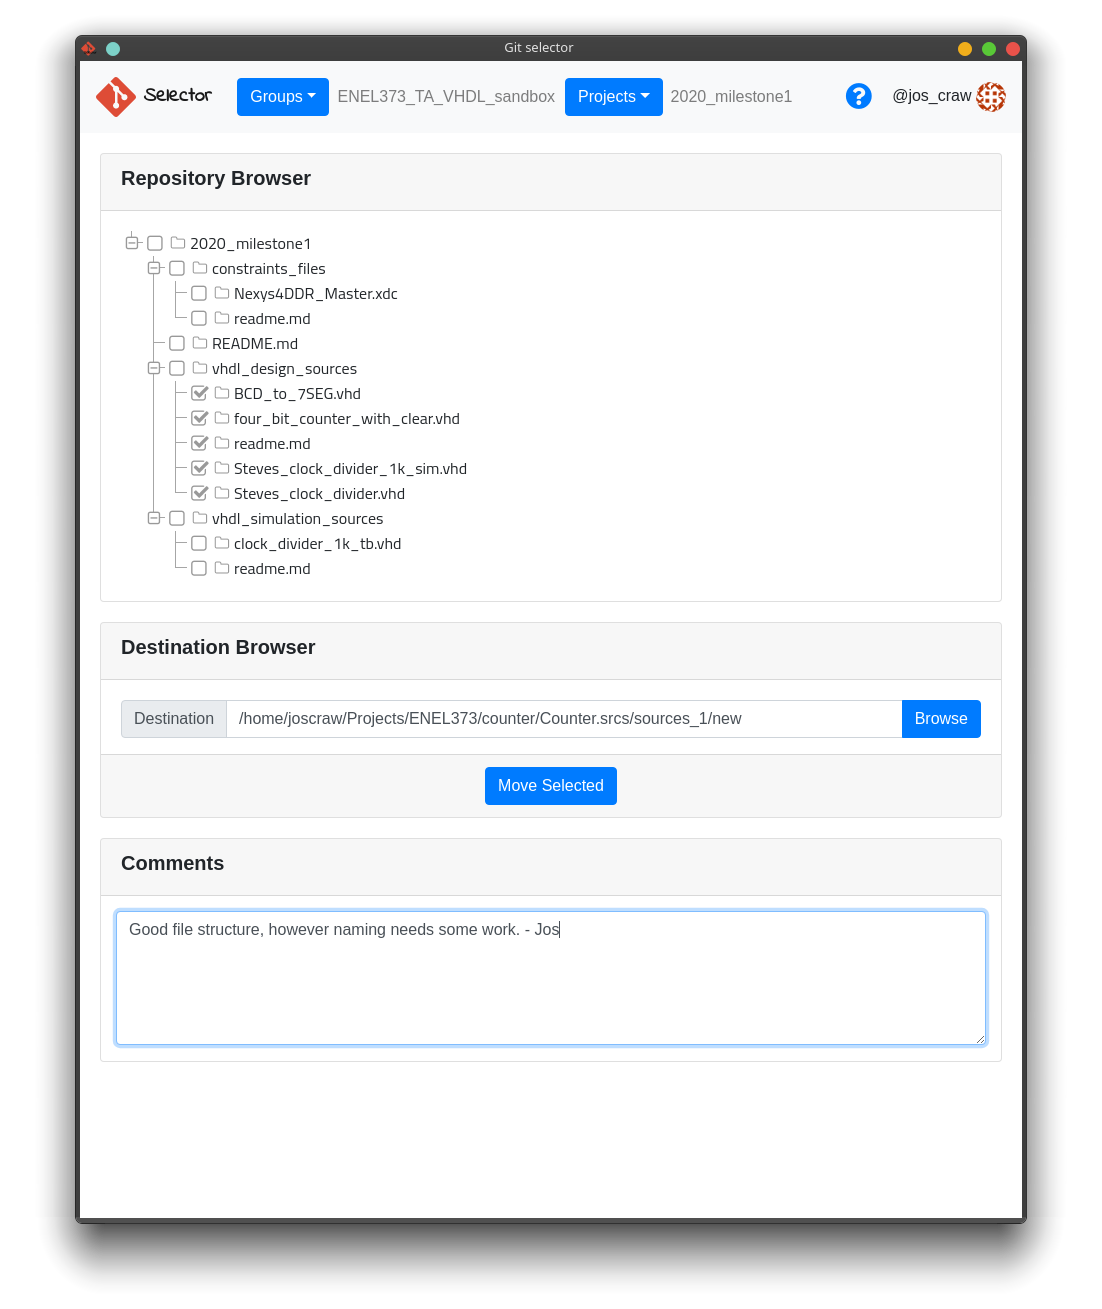 Git selector
Selector Groups ENEL373_TA_VHDL_sandbox Projects 2020_milestone1 ? @jos_craw
Repository Browser
2020_milestone1
constraints_files
Nexys4DDR_Master.xdc
readme.md
README.md
vhdl_design_sources
BCD_to_7SEG.vhd
four_bit_counter_with_clear.vhd
readme.md
Steves_clock_divider_1k_sim.vhd
Steves_clock_divider.vhd
vhdl_simulation_sources
clock_divider_1k_tb.vhd
readme.md
Destination Browser
Destination /home/joscraw/Projects/ENEL373/counter/Counter.srcs/sources_1/new Browse
Move Selected
Comments
Good file structure, however naming needs some work. - Jos